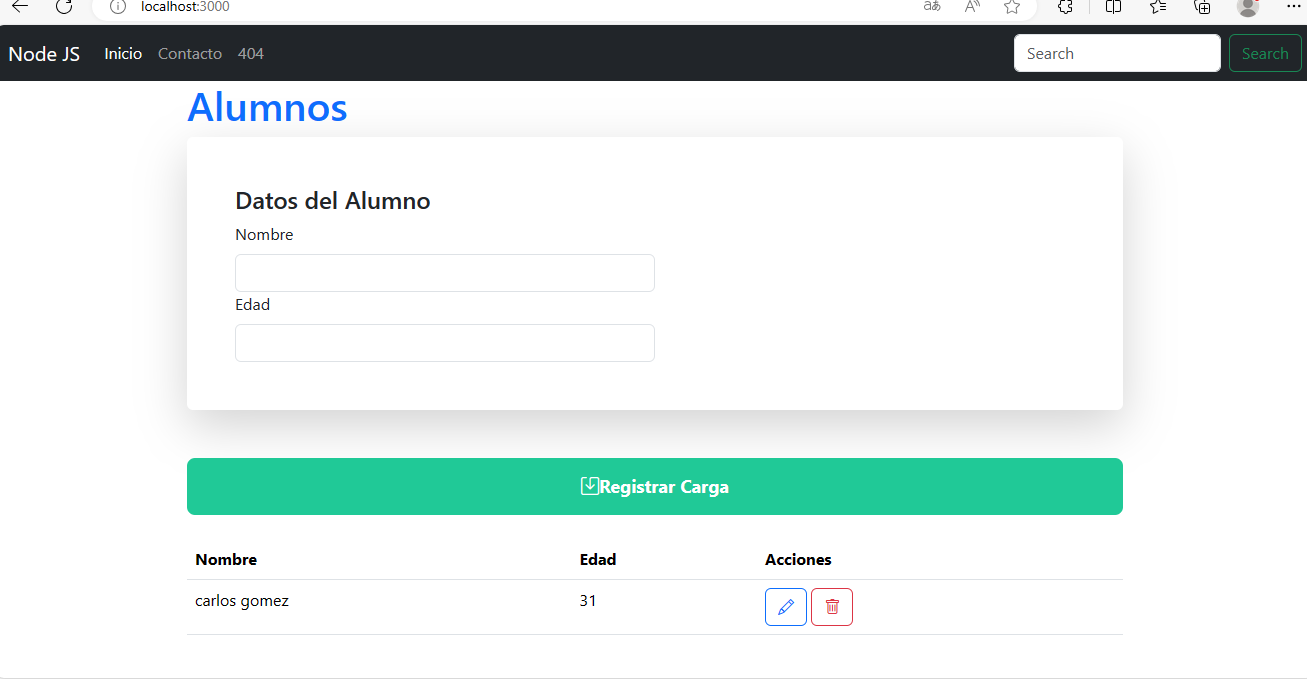 localhost:3000
Node JS Inicio Contacto 404 Search Search
Alumnos
Datos del Alumno
Nombre
Edad
Registrar Carga
Nombre Edad Acciones
carlos gomez 31